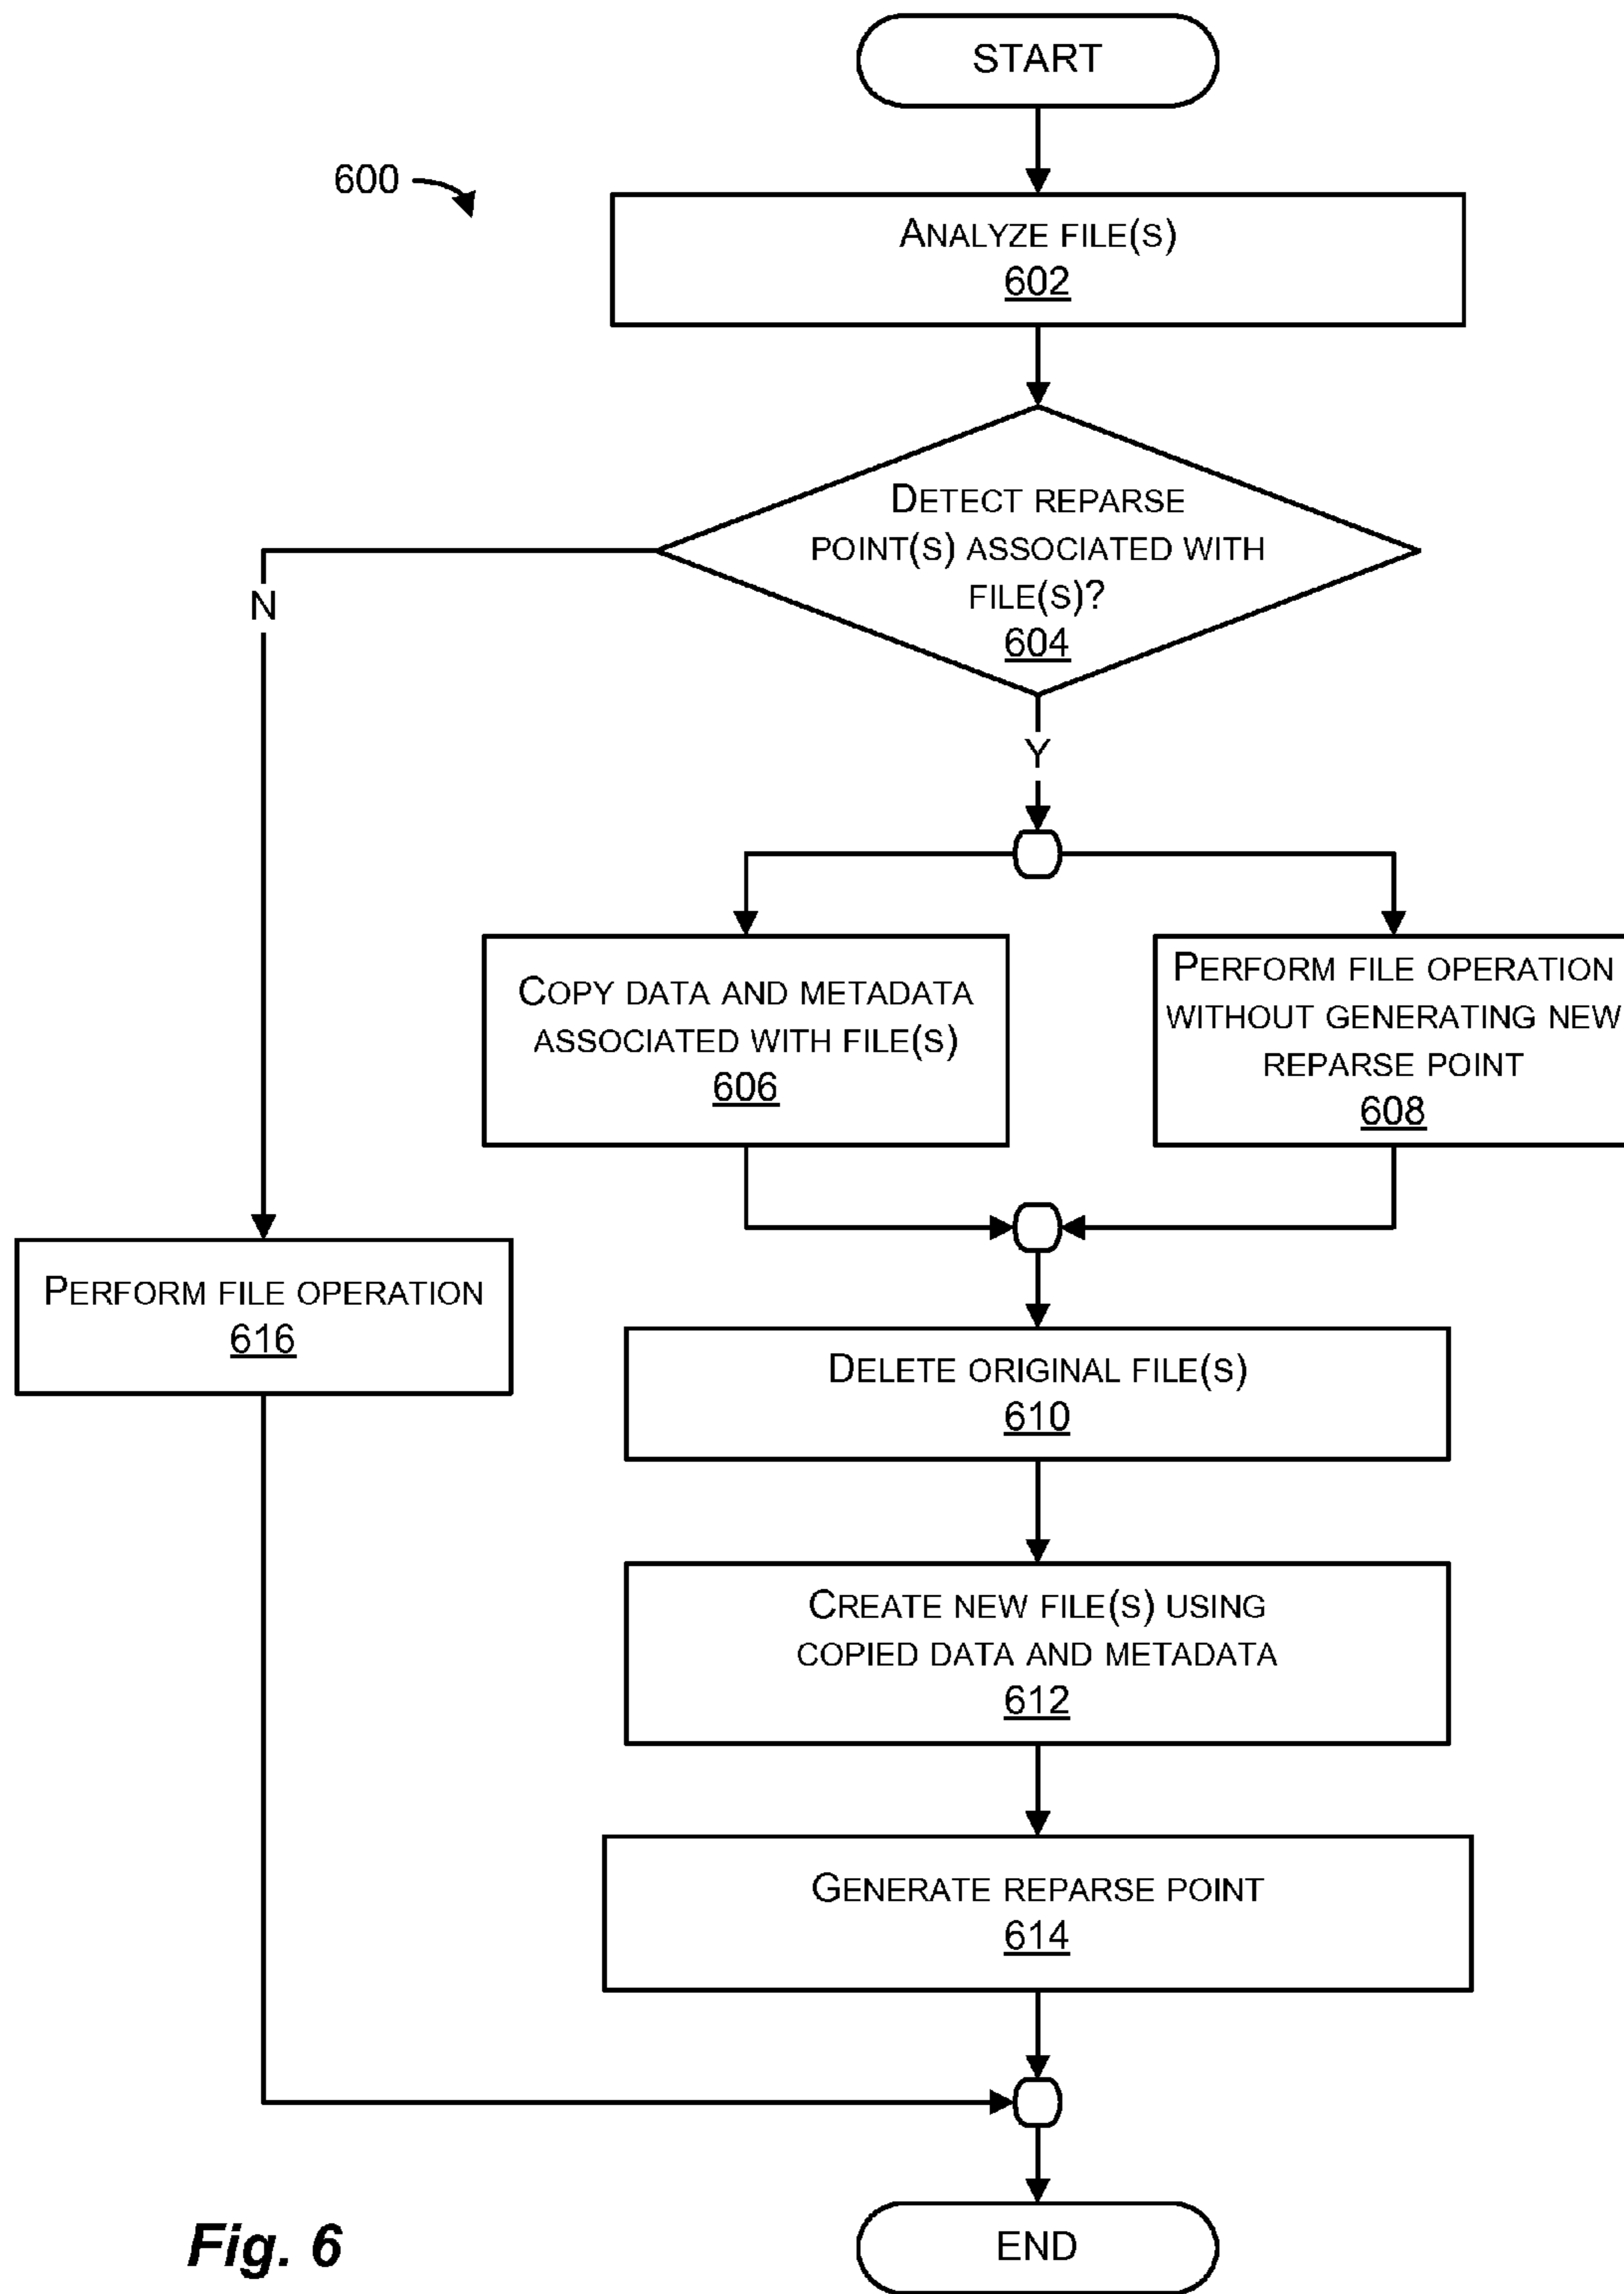 START
600
ANALYZE FILE(S)
602
DETECT REPARSE
POINT(S) ASSOCIATED WITH
FILE(S)?
604
N
Y
COPY DATA AND METADATA
ASSOCIATED WITH FILE(S)
606
PERFORM FILE OPERATION
WITHOUT GENERATING NEW
REPARSE POINT
608
PERFORM FILE OPERATION
616
DELETE ORIGINAL FILE(S)
610
CREATE NEW FILE(S) USING
COPIED DATA AND METADATA
612
GENERATE REPARSE POINT
614
END
Fig. 6